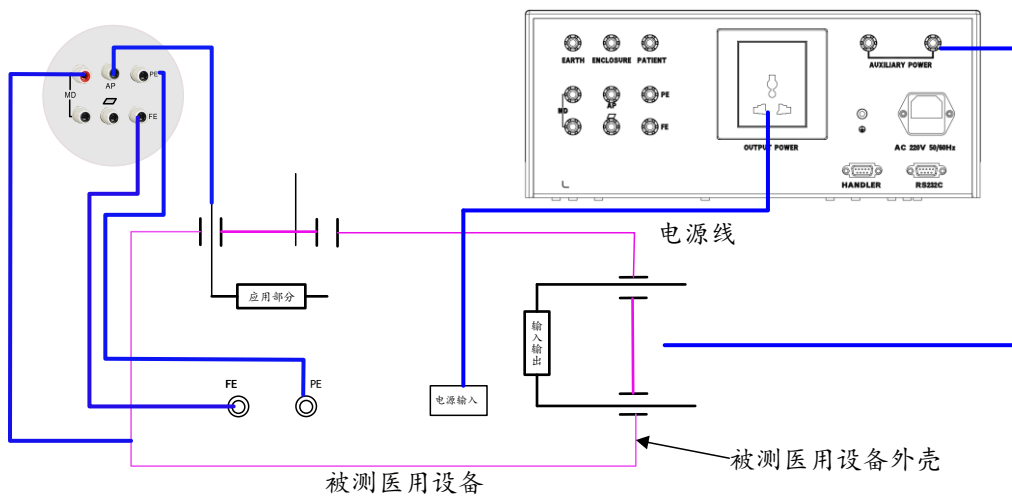 AP
PE
MD
FE
EARTH ENCLOSURE PATIENT
AUXILIARY POWER
MD
AP
PE
FE
OUTPUT POWER
AC 220V 50/60Hz
HANDLER
RS232C
电源线
应用部分
输入输出
FE
PE
电源输入
被测医用设备外壳
被测医用设备